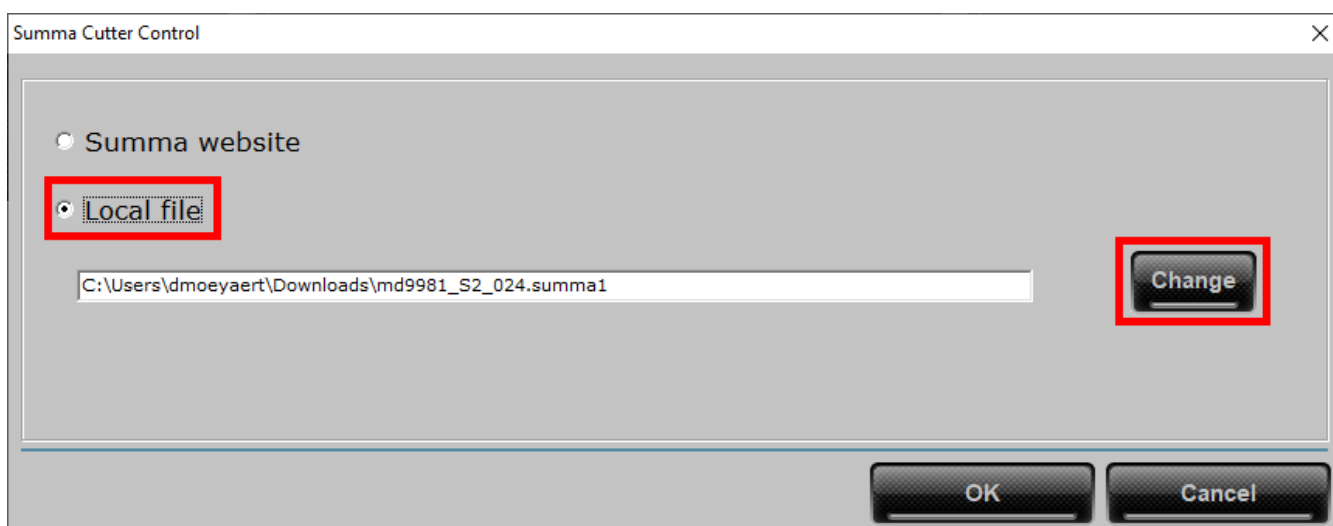 Summa Cutter Control
Summa website
Local file
C:\Users\dmoeyaert\Downloads\md9981_S2_024.summa1
Change
OK
Cancel